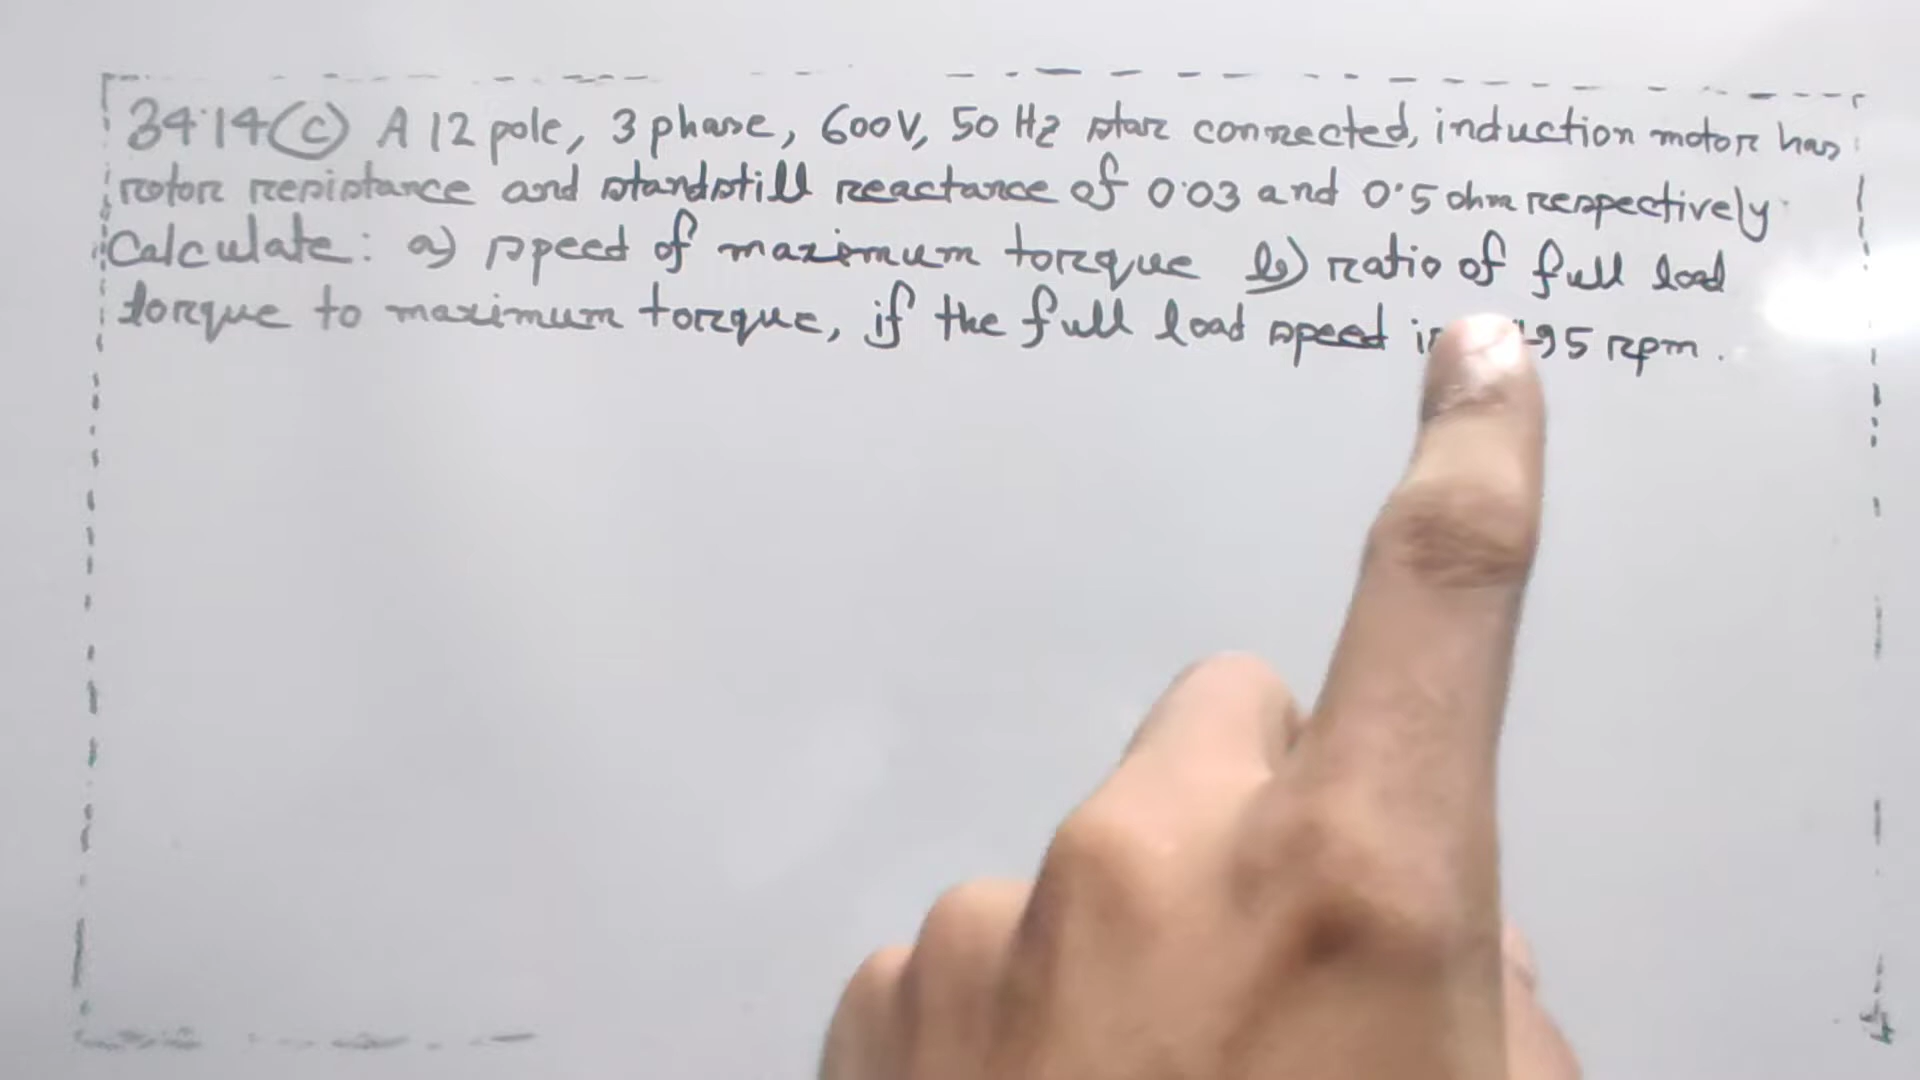 34.14 (c) A 12 pole, 3 phase, 600V, 50 Hz star connected, induction motor has
rotor resistance and standstill reactance of 0.03 and 0.5 ohm respectively.
Calculate: a) speed of maximum torque b) ratio of full load
torque to maximum torque, if the full load speed 95 rpm.